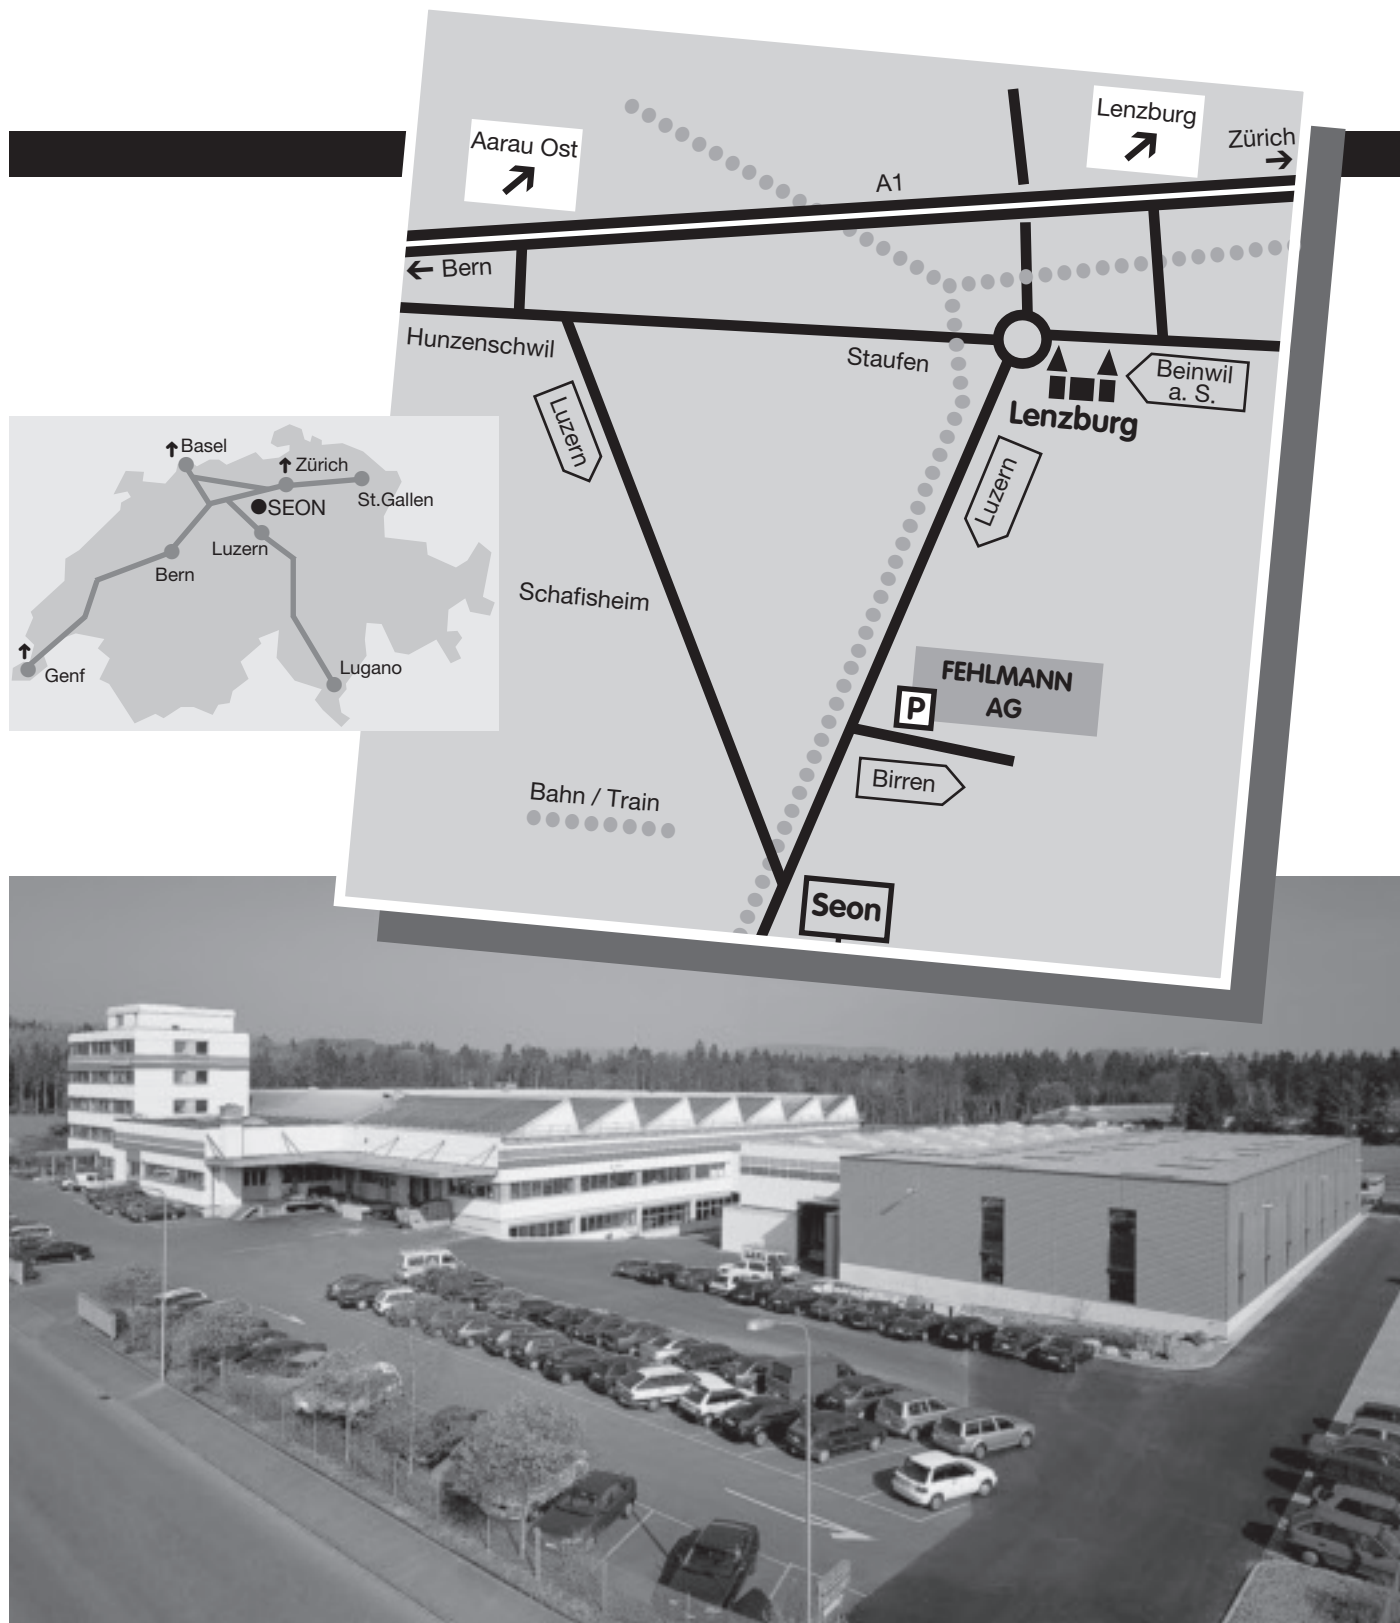 Lenzburg
Zürich
Aarau Ost
A1
Bern
Hunzenschwil
Staufen
Beinwil
a. S.
Lenzburg
Luzern
Luzern
Basel
Zürich
St.Gallen
SEON
Luzern
Bern
Genf
Lugano
Schafisheim
FEHLMANN
AG
P
Birren
Bahn / Train
Seon